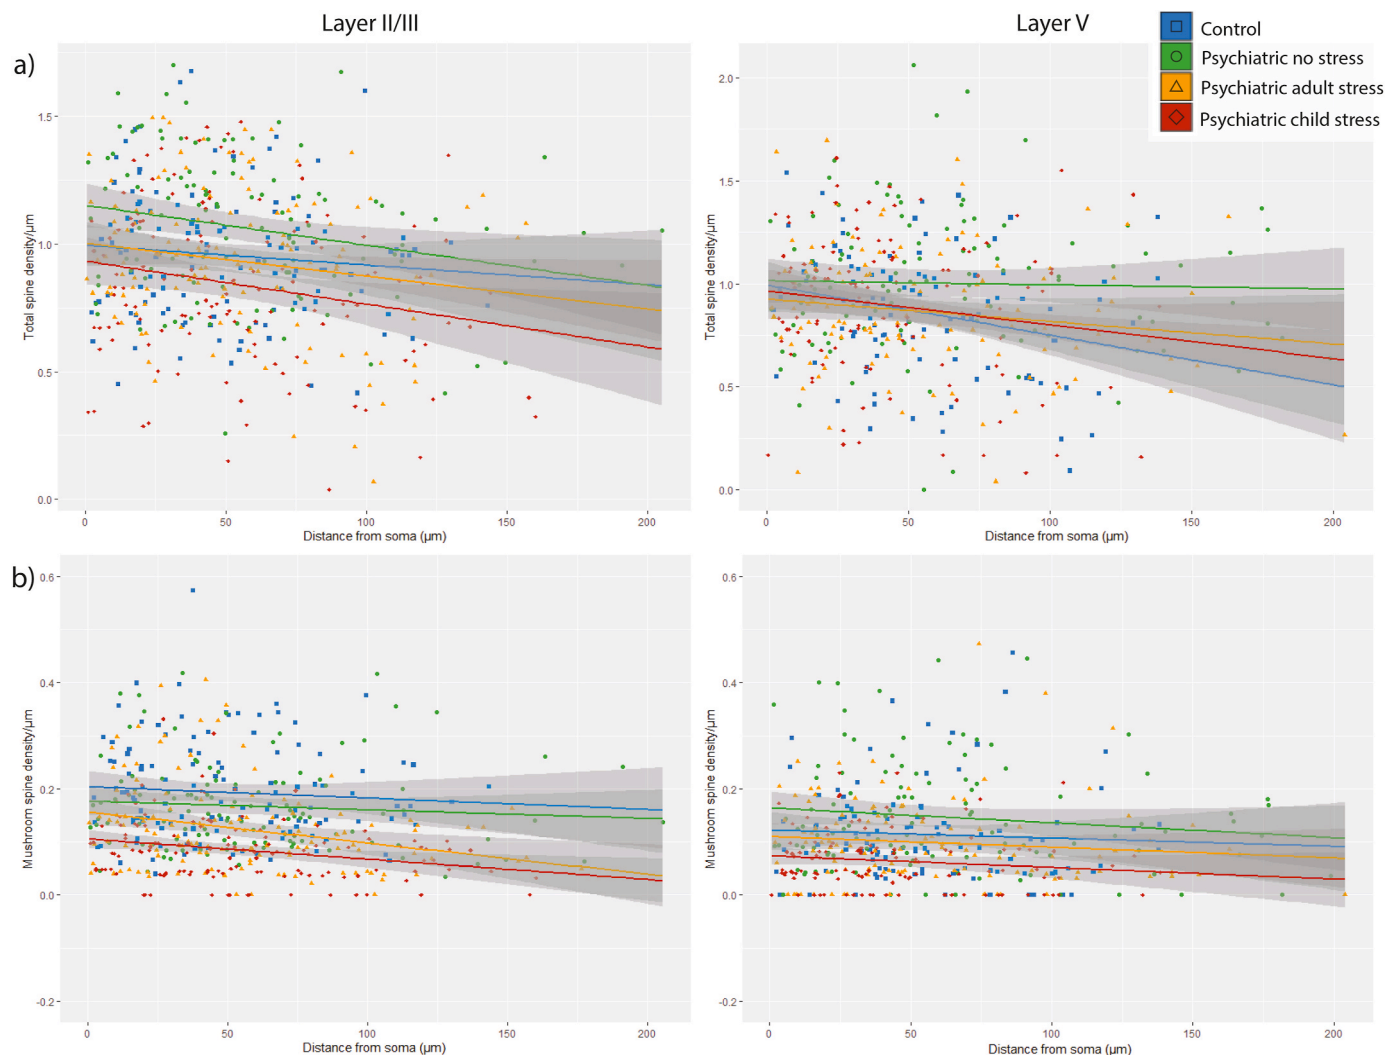 Layer II/III
Layer V
Control
Psychiatric no stress
Psychiatric adult stress
Psychiatric child stress
a)
Total spine density/µm
1.5
1.0
0.5
0.0
0
50
100
150
200
Distance from soma (µm)
Total spine density/µm
2.0
1.5
1.0
0.5
0.0
0
50
100
150
200
Distance from soma (µm)
b)
Mushroom spine density/µm
0.6
0.4
0.2
0.0
-0.2
0
50
100
150
200
Distance from soma (µm)
Mushroom spine density/µm
0.6
0.4
0.2
0.0
-0.2
0
50
100
150
200
Distance from soma (µm)